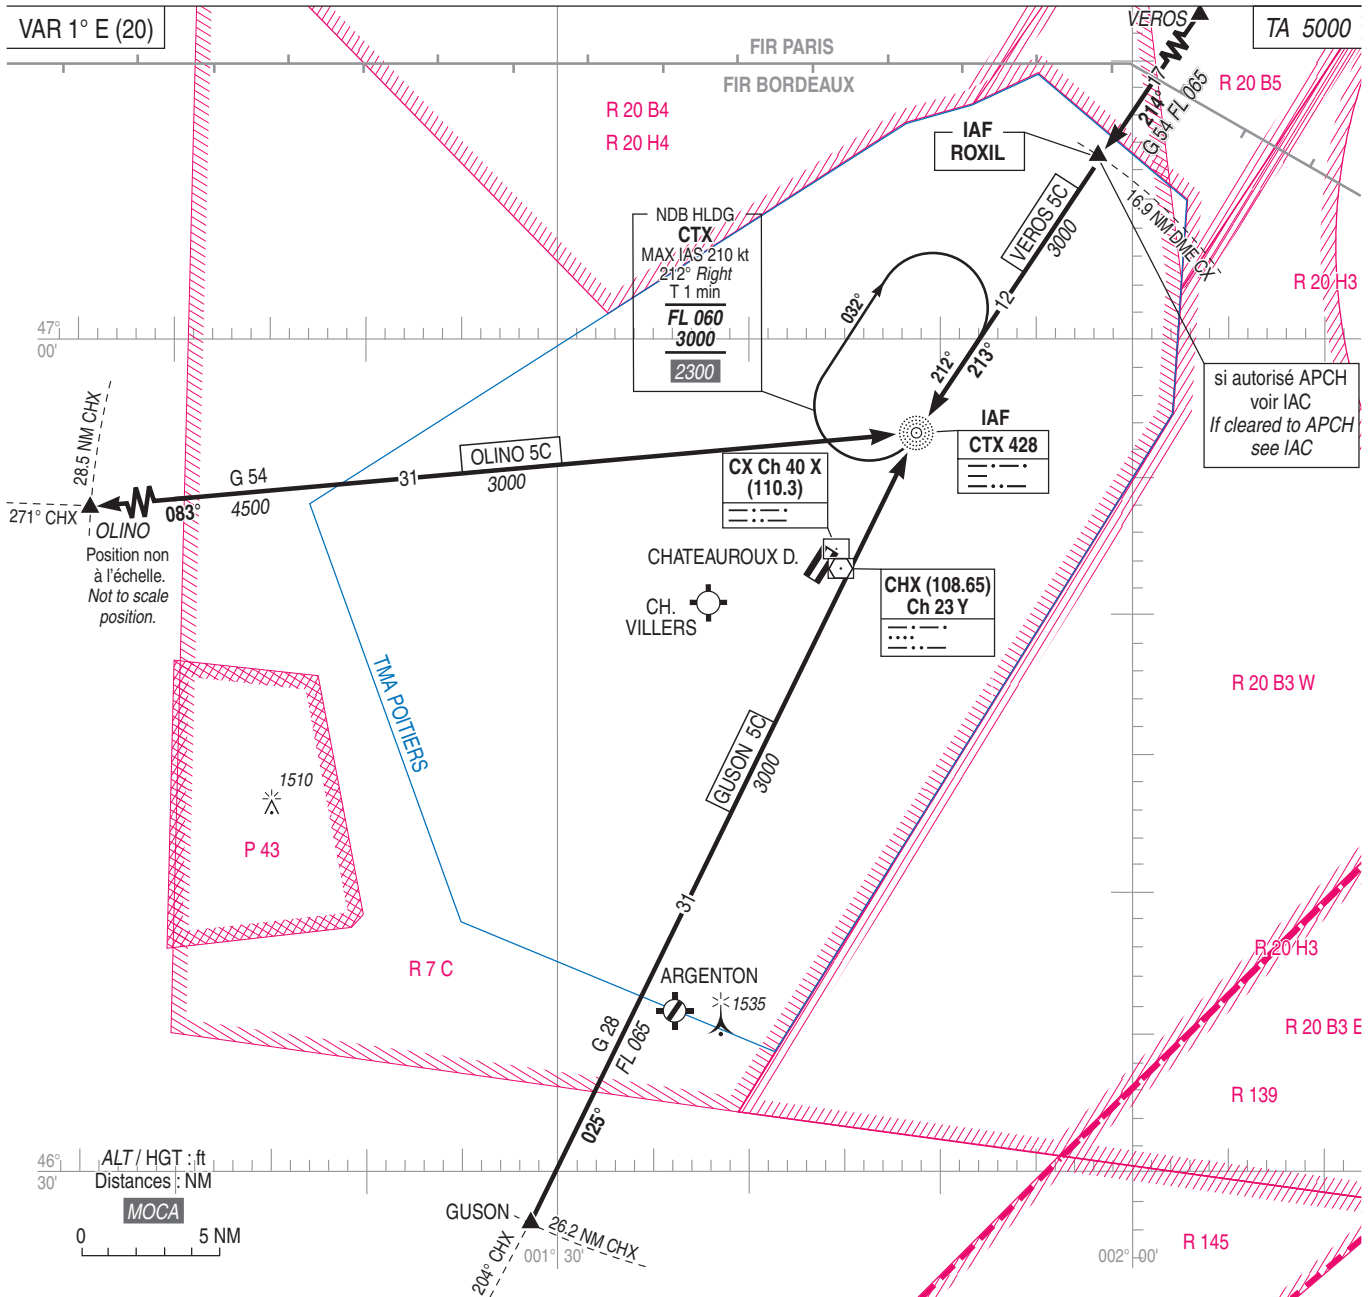 VAR 1° E (20)
VEROS
TA 5000
FIR PARIS
FIR BORDEAUX
17
214°
G 54 FL 065
R 20 B5
R 20 B4
R 20 H4
IAF
ROXIL
16.9 NM DME CX
VEROS 5C
3000
12
NDB HLDG
CTX
MAX IAS 210 kt
212° Right
T 1 min
FL 060
3000
2300
032°
212°
213°
R 20 H3
47°
00'
si autorisé APCH
voir IAC
If cleared to APCH
see IAC
28.5 NM CHX
271° CHX
OLINO
Position non
à l'échelle.
Not to scale
position.
083°
G 54
4500
31
OLINO 5C
3000
IAF
CTX 428
CX Ch 40 X
(110.3)
CHATEAUROUX D.
CH.
VILLERS
CHX (108.65)
Ch 23 Y
TMA POITIERS
R 20 B3 W
GUSON 5C
3000
1510
P 43
31
R 7 C
ARGENTON
1535
G 28
FL 065
025°
R 20 H3
R 20 B3 E
R 139
46°
30'
ALT / HGT : ft
Distances : NM
MOCA
0 5 NM
GUSON
204° CHX
26.2 NM CHX
001° 30'
002° 00'
R 145